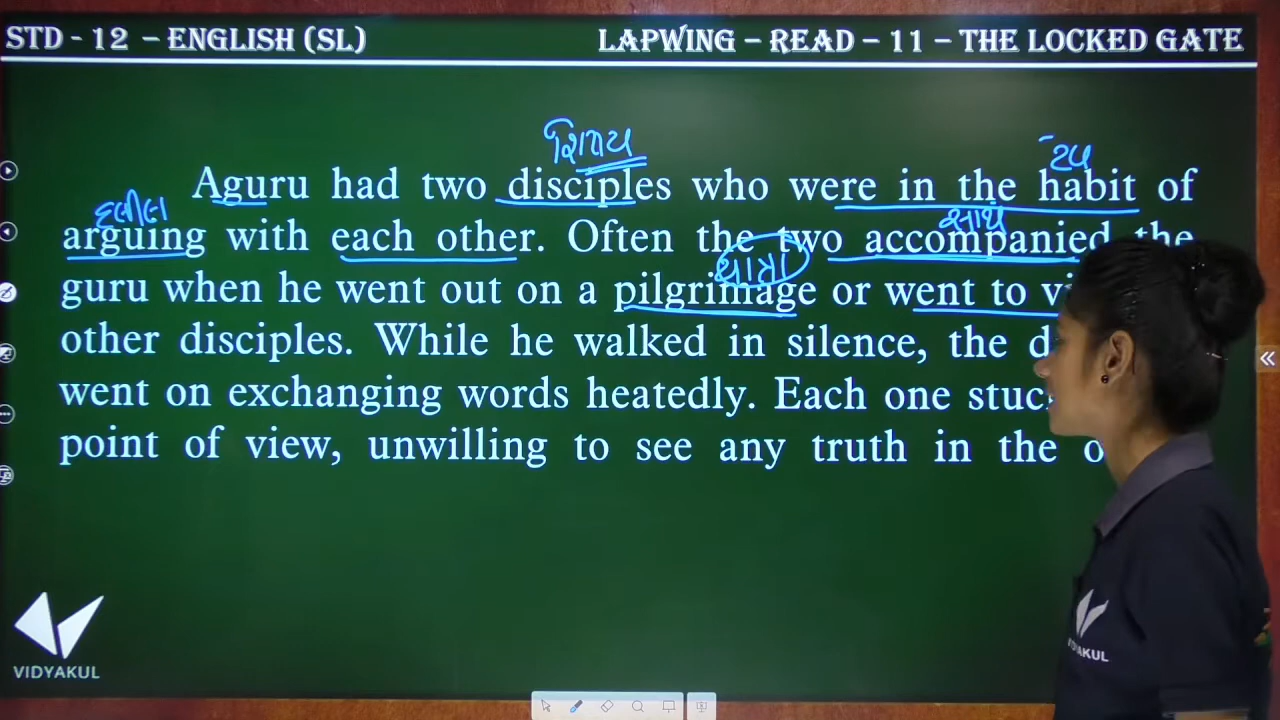 STD - 12 – ENGLISH (SL)
LAPWING – READ – 11 – THE LOCKED GATE
શિષ્ય
ટેવ
Aguru had two disciples who were in the habit of
દલીલ
સાથ
arguing with each other. Often the two accompanied the
યાત્રા
guru when he went out on a pilgrimage or went to
other disciples. While he walked in silence, the
went on exchanging words heatedly. Each one
point of view, unwilling to see any truth in the
VIDYAKUL